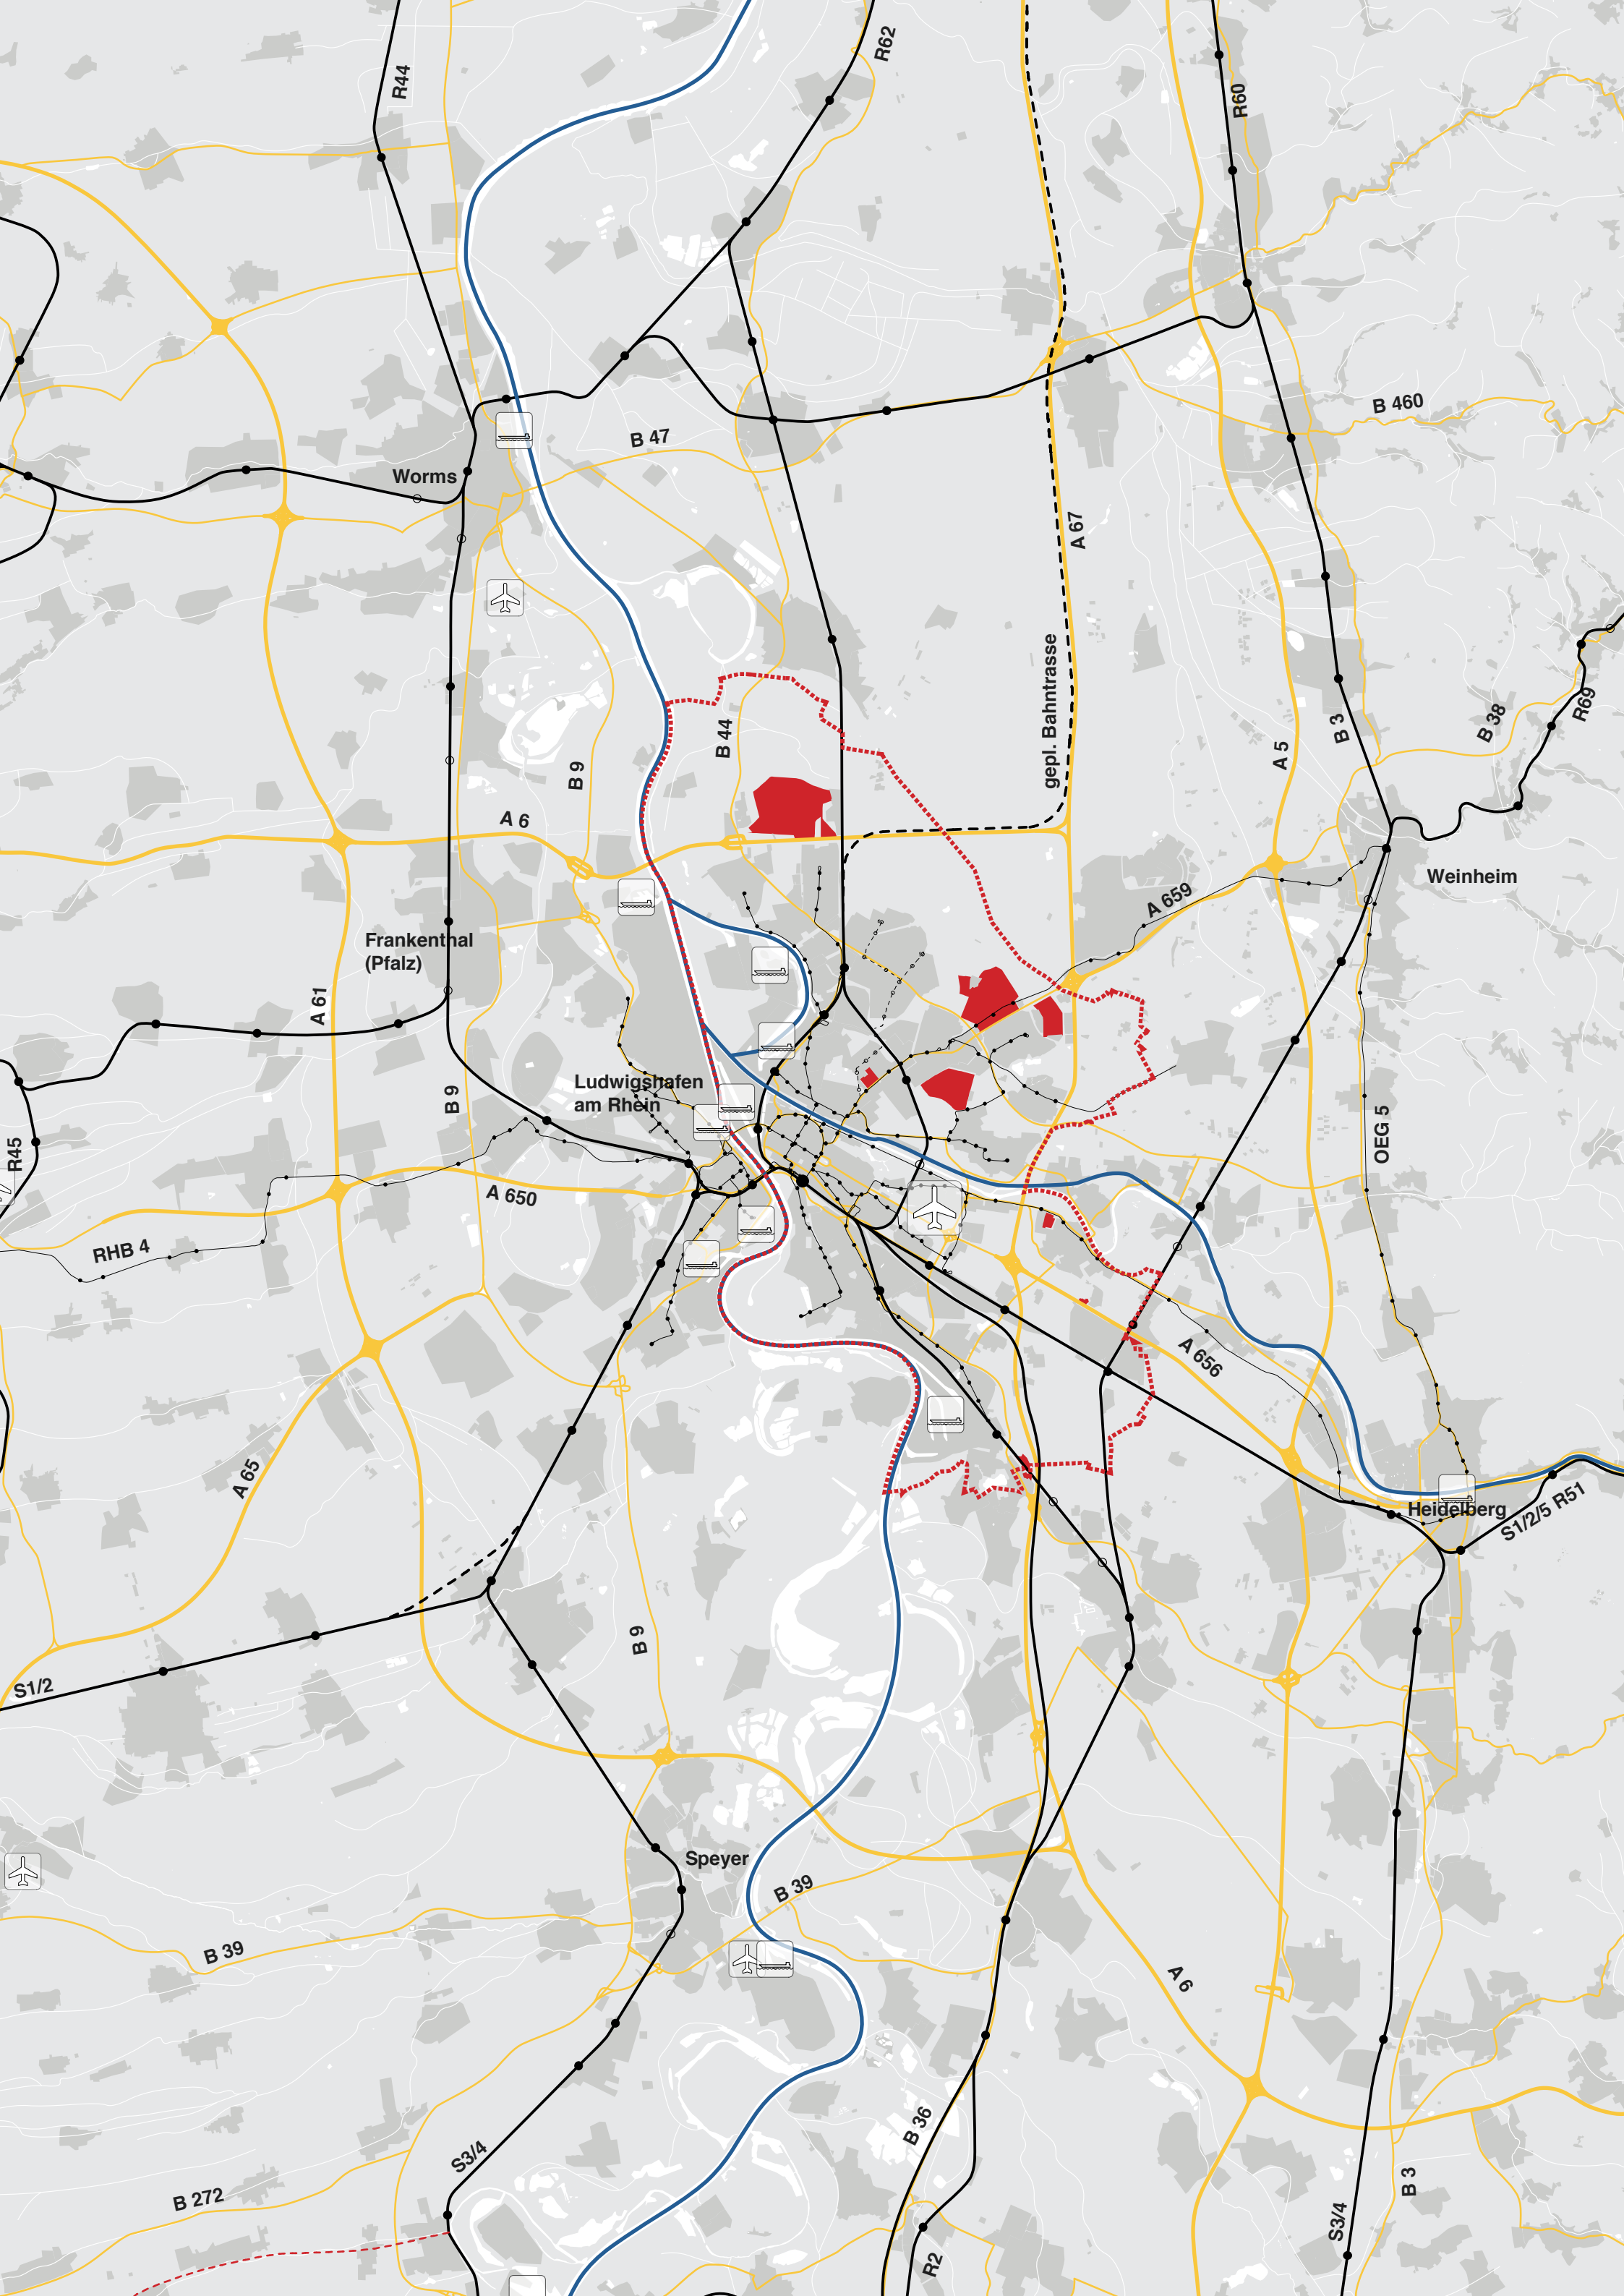 R62
R44
R60
B 460
B 47
Worms
A 67
gepl. Bahntrasse
R69
B 38
B 3
B 44
A 5
B 9
A 6
Weinheim
A 659
Frankenthal
(Pfalz)
A 61
Ludwigshafen
am Rhein
B 9
OEG 5
R45
A 650
RHB 4
A 656
A 65
Heidelberg
S1/2/5 R51
B 9
S1/2
Speyer
B 39
B 39
A 6
B 36
S3/4
B 272
B 3
S3/4
R2